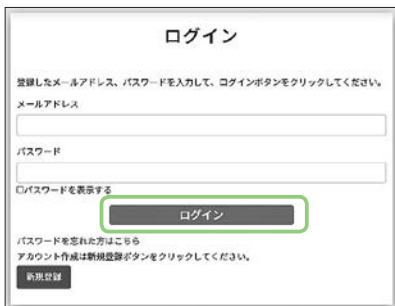 ログイン
登録したメールアドレス、パスワードを入力して、ログインボタンをクリックしてください。
メールアドレス
パスワード
□パスワードを表示する
ログイン
パスワードを忘れた方はこちら
アカウント作成は新規登録ボタンをクリックしてください。
新規登録